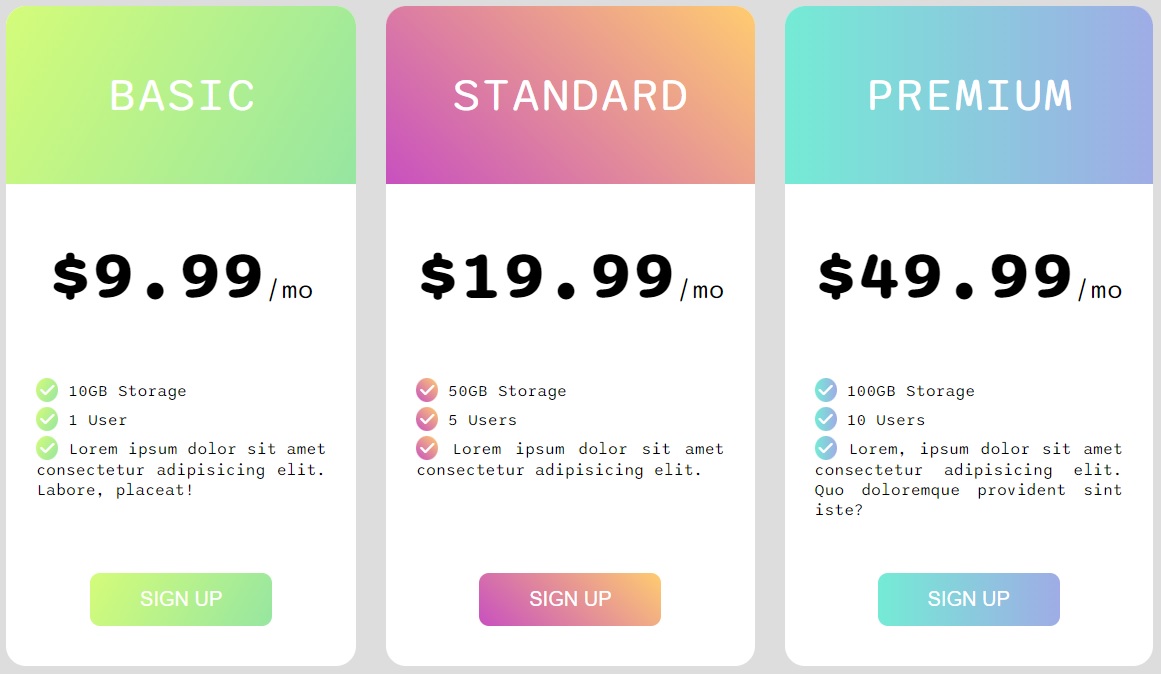 BASIC
$9.99/mo
10GB Storage
1 User
Lorem ipsum dolor sit amet
consectetur adipisicing elit.
Labore, placeat!
SIGN UP
STANDARD
$19.99/mo
50GB Storage
5 Users
Lorem ipsum dolor sit amet
consectetur adipisicing elit.
SIGN UP
PREMIUM
$49.99/mo
100GB Storage
10 Users
Lorem, ipsum dolor sit amet
consectetur adipisicing elit.
Quo doloremque provident sint
iste?
SIGN UP